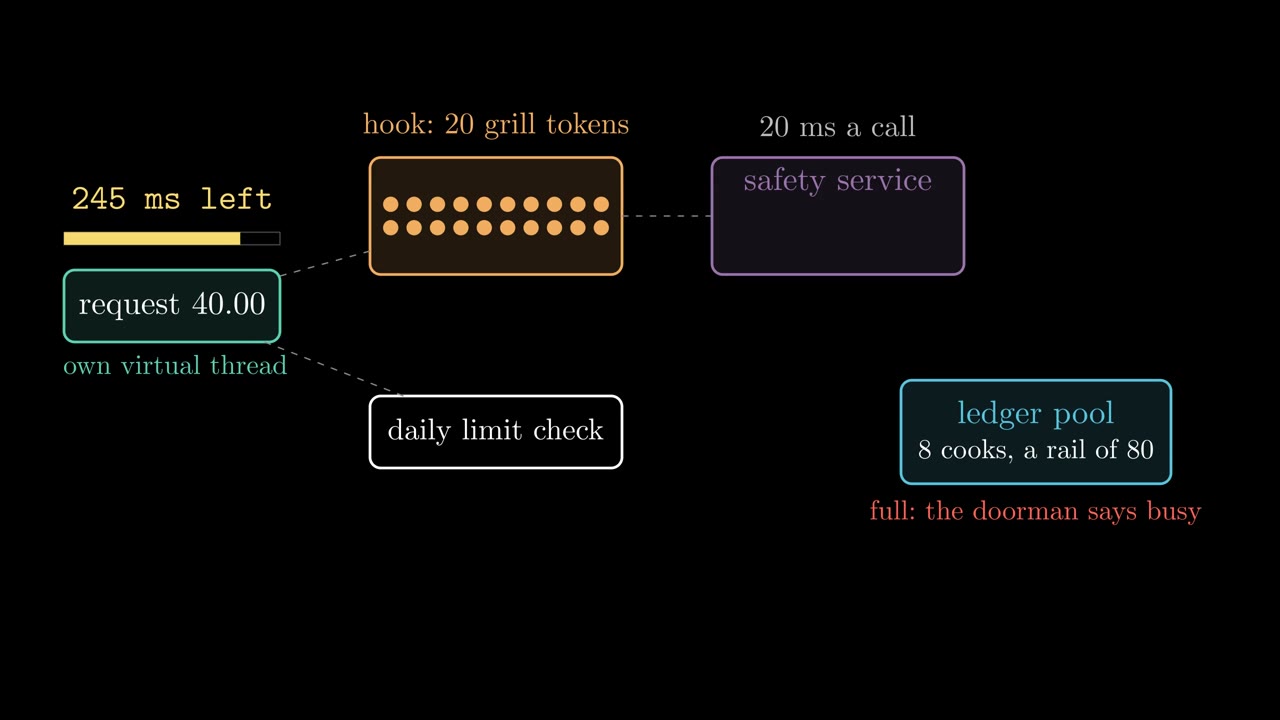 hook: 20 grill tokens
20 ms a call
safety service
245 ms left
request 40.00
own virtual thread
daily limit check
ledger pool
8 cooks, a rail of 80
full: the doorman says busy